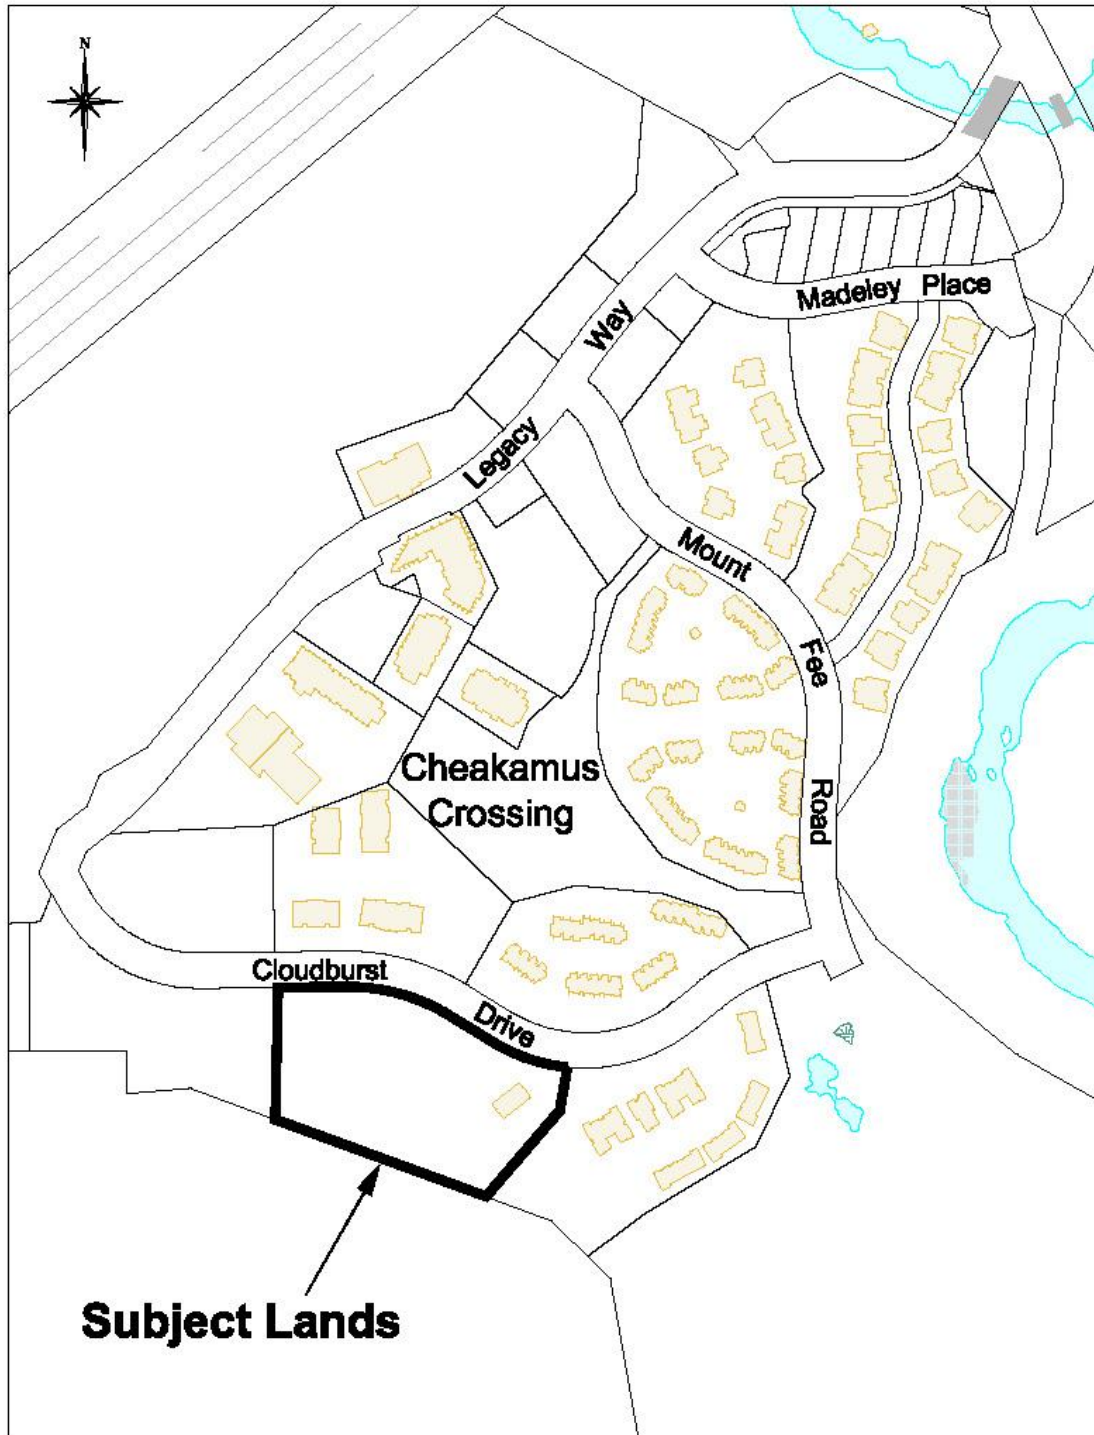 N
Madeley Place
Legacy Way
Mount Fee Road
Cheakamus
Crossing
Cloudburst Drive
Subject Lands